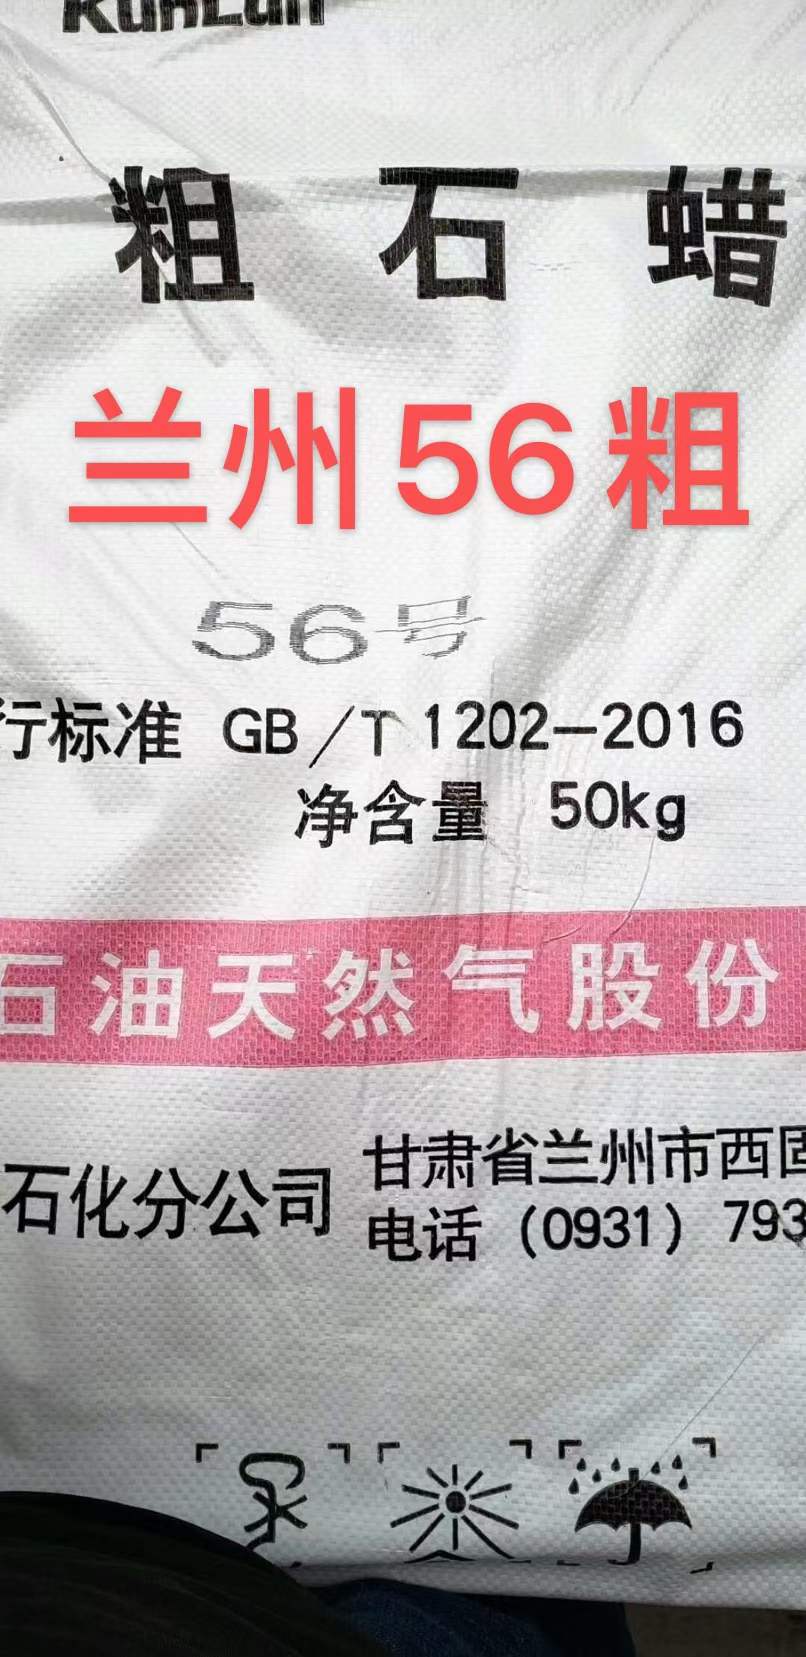 KunLun
粗石蜡
兰州56粗
56号
行标准 GB/T 1202-2016
净含量 50kg
石油天然气股份
石化分公司
甘肃省兰州市西固
电话 (0931) 793